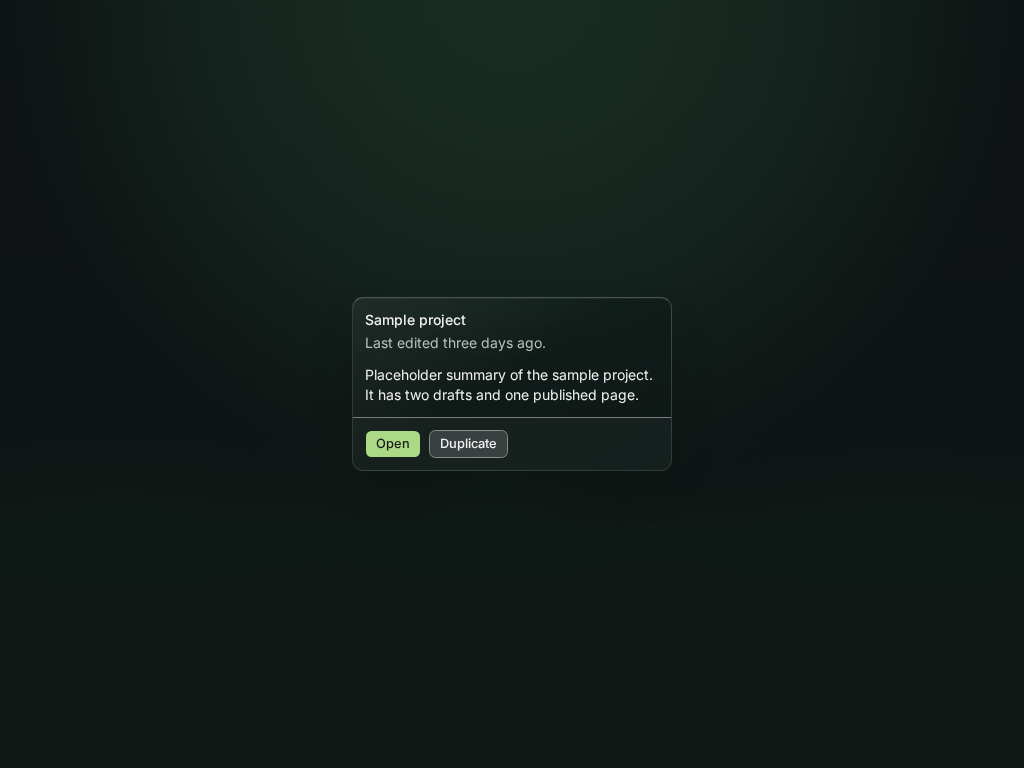 Sample project
Last edited three days ago.
Placeholder summary of the sample project.
It has two drafts and one published page.
Open
Duplicate